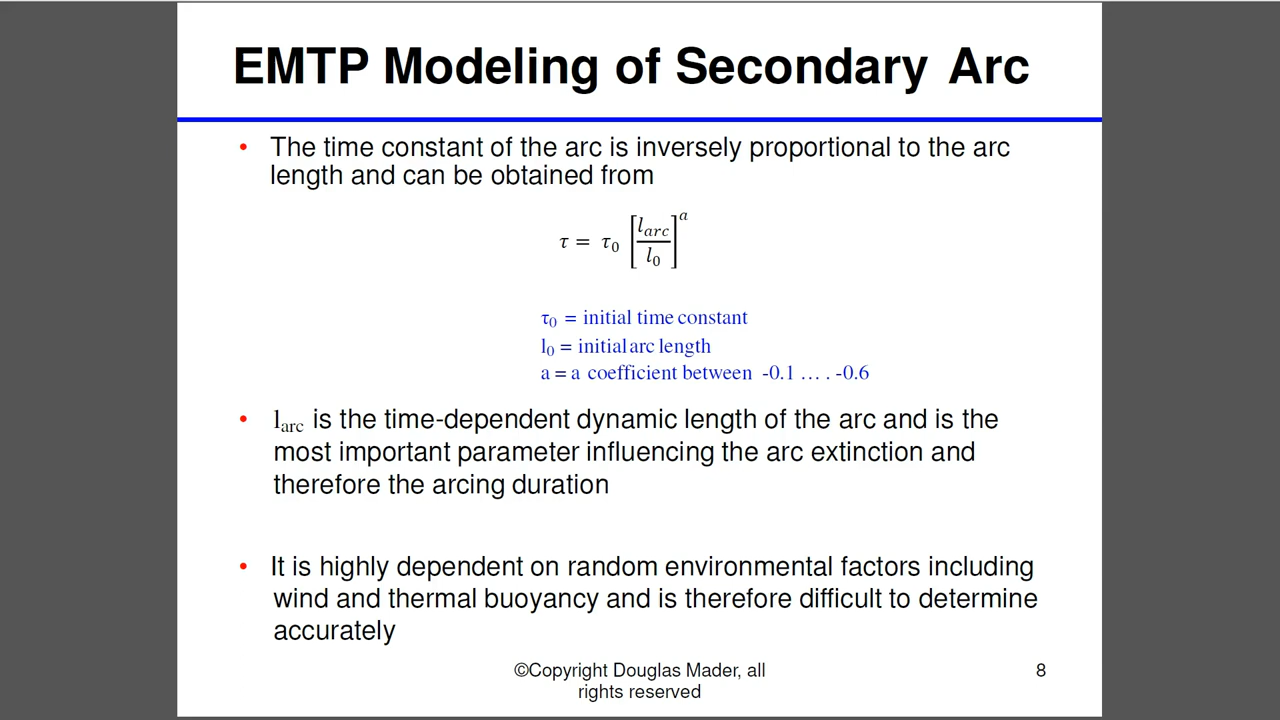 EMTP Modeling of Secondary Arc
• The time constant of the arc is inversely proportional to the arc
length and can be obtained from
τ = τ₀ [l_arc / l₀]^a
τ₀ = initial time constant
l₀ = initial arc length
a = a coefficient between -0.1 … . -0.6
• l_arc is the time-dependent dynamic length of the arc and is the
most important parameter influencing the arc extinction and
therefore the arcing duration
• It is highly dependent on random environmental factors including
wind and thermal buoyancy and is therefore difficult to determine
accurately
©Copyright Douglas Mader, all
rights reserved
8